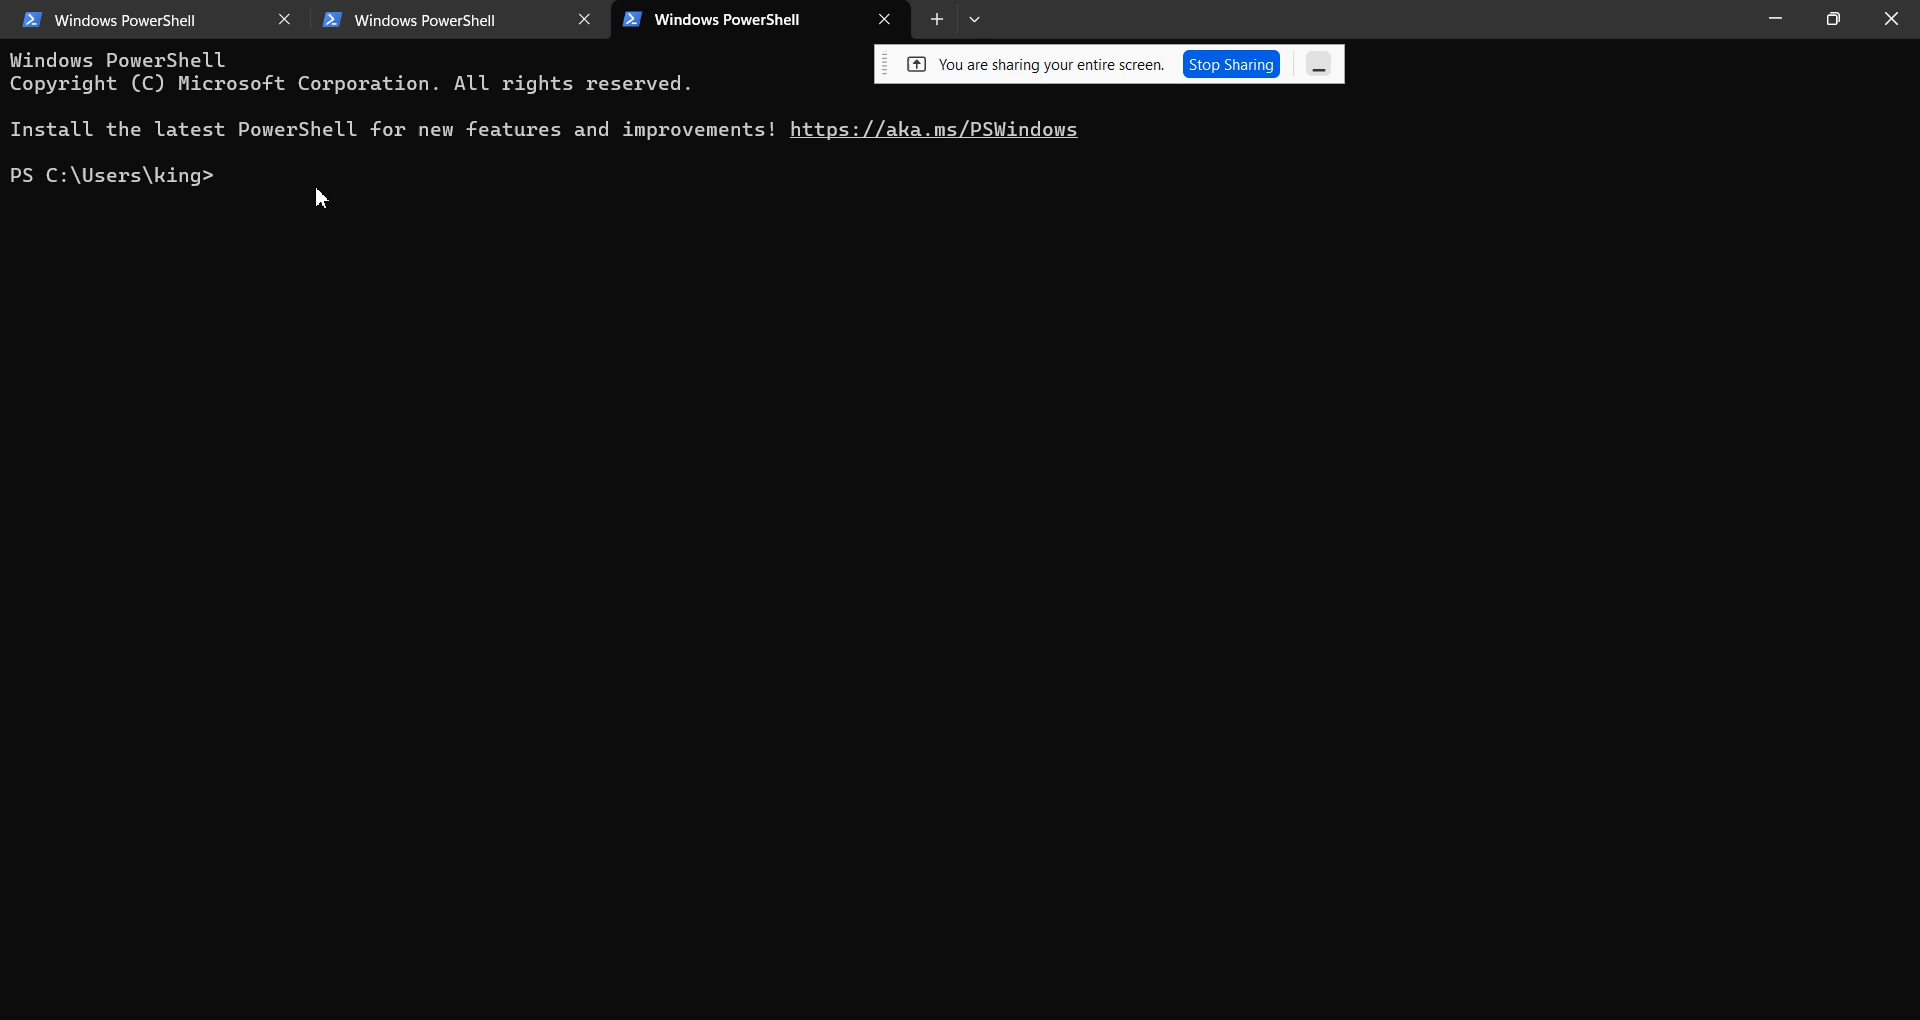 Windows PowerShell
Windows PowerShell
Windows PowerShell
Windows PowerShell
You are sharing your entire screen.
Stop Sharing
Copyright (C) Microsoft Corporation. All rights reserved.
Install the latest PowerShell for new features and improvements! https://aka.ms/PSWindows
PS C:\Users\king>